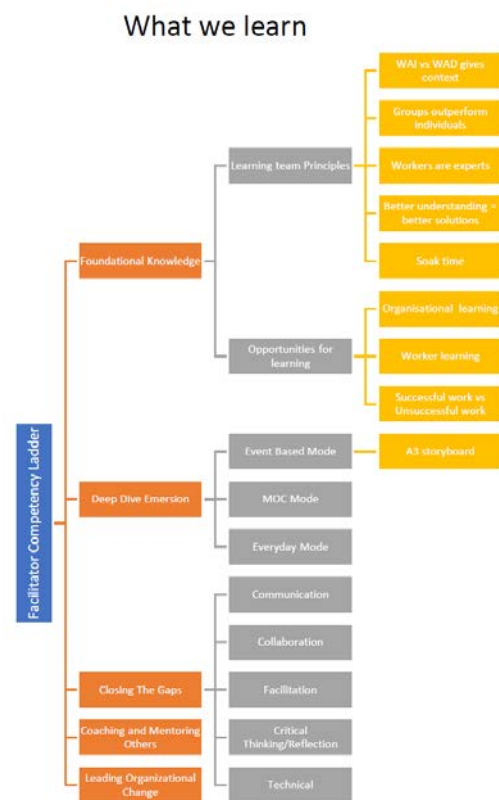 What we learn
Facilitator Competency Ladder
Foundational Knowledge
Learning team Principles
WAI vs WAD gives
context
Groups outperform
individuals
Workers are experts
Better understanding =
better solutions
Soak time
Opportunities for
learning
Organisational learning
Worker learning
Successful work vs
Unsuccessful work
Deep Dive Emersion
Event Based Mode
A3 storyboard
MOC Mode
Everyday Mode
Closing The Gaps
Communication
Collaboration
Facilitation
Critical
Thinking/Reflection
Technical
Coaching and Mentoring
Others
Leading Organizational
Change